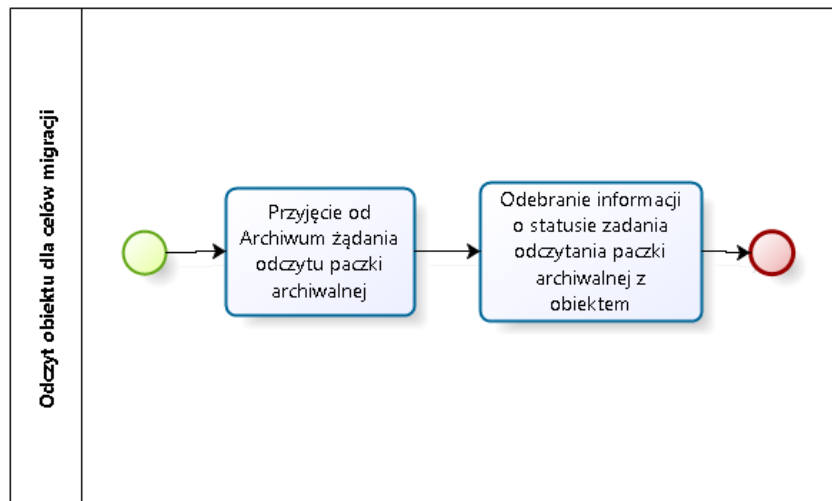 Odczyt obiektu dla celów migracji
Przyjęcie od
Archiwum żądania
odczytu paczki
archiwalnej
Odebranie informacji
o statusie zadania
odczytania paczki
archiwalnej z
obiektem